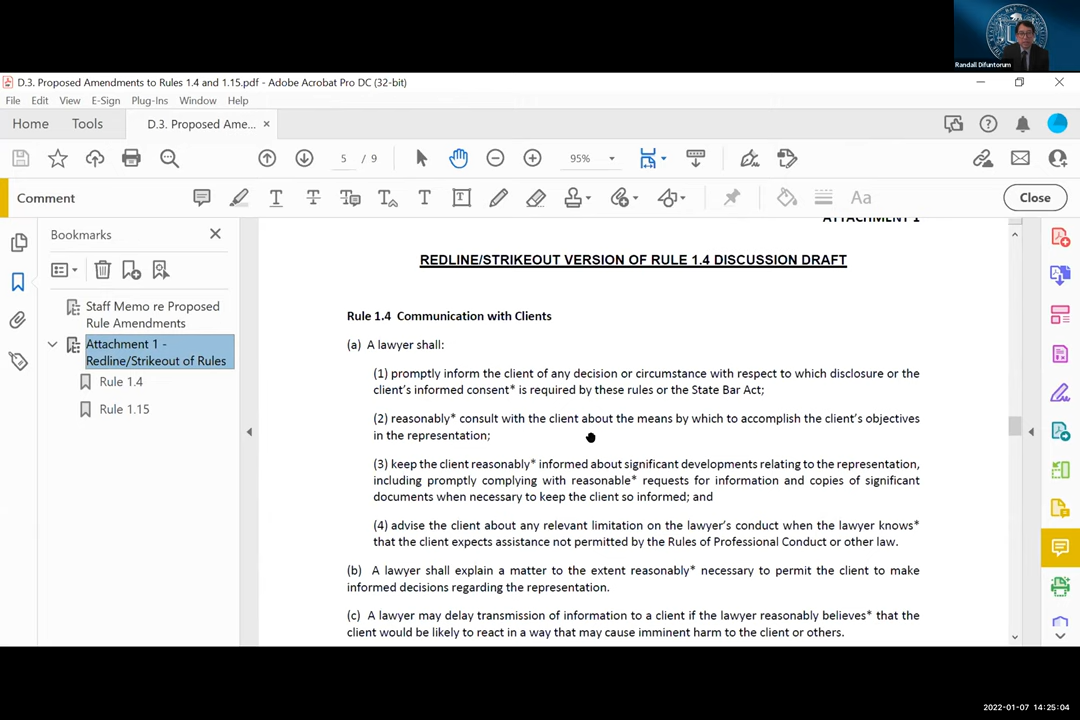 Randall Difuntorum
D.3. Proposed Amendments to Rules 1.4 and 1.15.pdf - Adobe Acrobat Pro DC (32-bit)
File Edit View E-Sign Plug-Ins Window Help
Home Tools D.3. Proposed Ame... ×
5 / 9 95%
Comment Aa Close
Bookmarks
Staff Memo re Proposed
Rule Amendments
Attachment 1 -
Redline/Strikeout of Rules
Rule 1.4
Rule 1.15
ATTACHMENT 1
REDLINE/STRIKEOUT VERSION OF RULE 1.4 DISCUSSION DRAFT
Rule 1.4 Communication with Clients
(a) A lawyer shall:
(1) promptly inform the client of any decision or circumstance with respect to which disclosure or the
client's informed consent* is required by these rules or the State Bar Act;
(2) reasonably* consult with the client about the means by which to accomplish the client's objectives
in the representation;
(3) keep the client reasonably* informed about significant developments relating to the representation,
including promptly complying with reasonable* requests for information and copies of significant
documents when necessary to keep the client so informed; and
(4) advise the client about any relevant limitation on the lawyer's conduct when the lawyer knows*
that the client expects assistance not permitted by the Rules of Professional Conduct or other law.
(b) A lawyer shall explain a matter to the extent reasonably* necessary to permit the client to make
informed decisions regarding the representation.
(c) A lawyer may delay transmission of information to a client if the lawyer reasonably believes* that the
client would be likely to react in a way that may cause imminent harm to the client or others.
2022-01-07 14:25:04